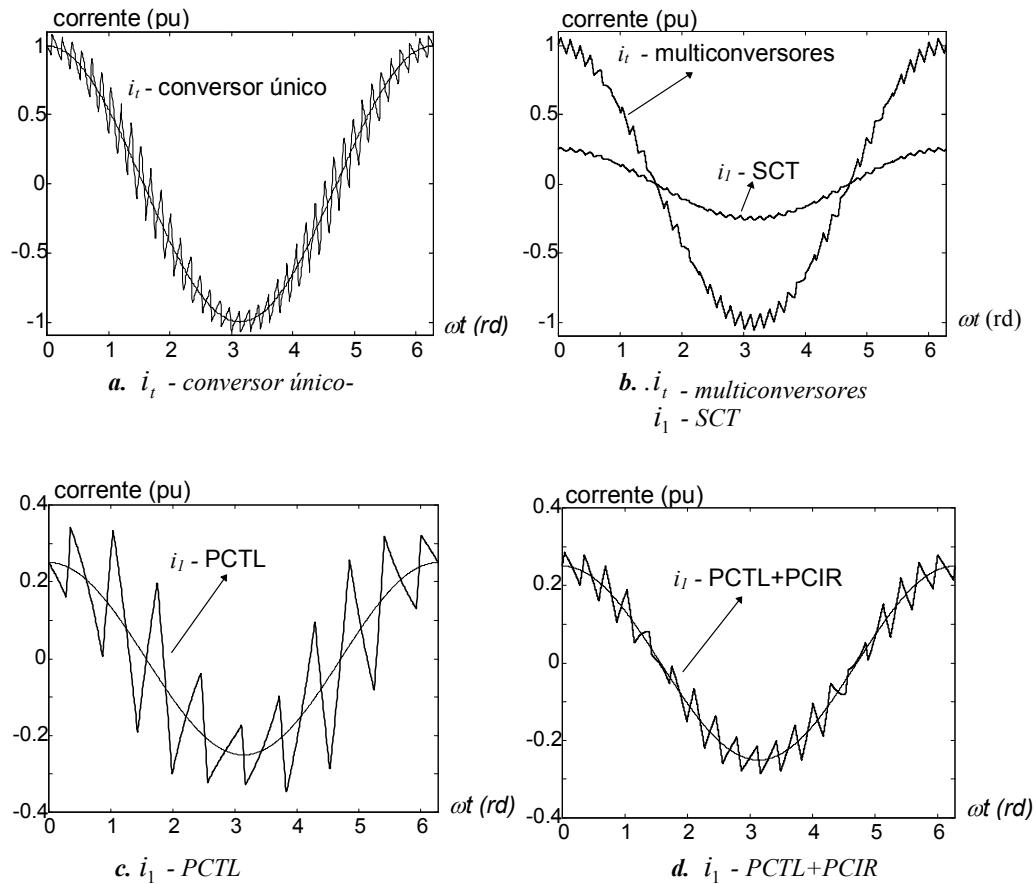 corrente (pu)
1
0.5
0
-0.5
-1
0 1 2 3 4 5 6
ωt (rd)
i_t - conversor único
a. i_t - conversor único-
corrente (pu)
1
0.5
0
-0.5
-1
0 1 2 3 4 5 6
ωt (rd)
i_t - multiconversores
i_l - SCT
b. .i_t - multiconversores
i_1 - SCT
corrente (pu)
0.4
0.2
0
-0.2
-0.4
0 1 2 3 4 5 6
ωt (rd)
i_l - PCTL
c. i_1 - PCTL
corrente (pu)
0.4
0.2
0
-0.2
-0.4
0 1 2 3 4 5 6
ωt (rd)
i_l - PCTL+PCIR
d. i_1 - PCTL+PCIR